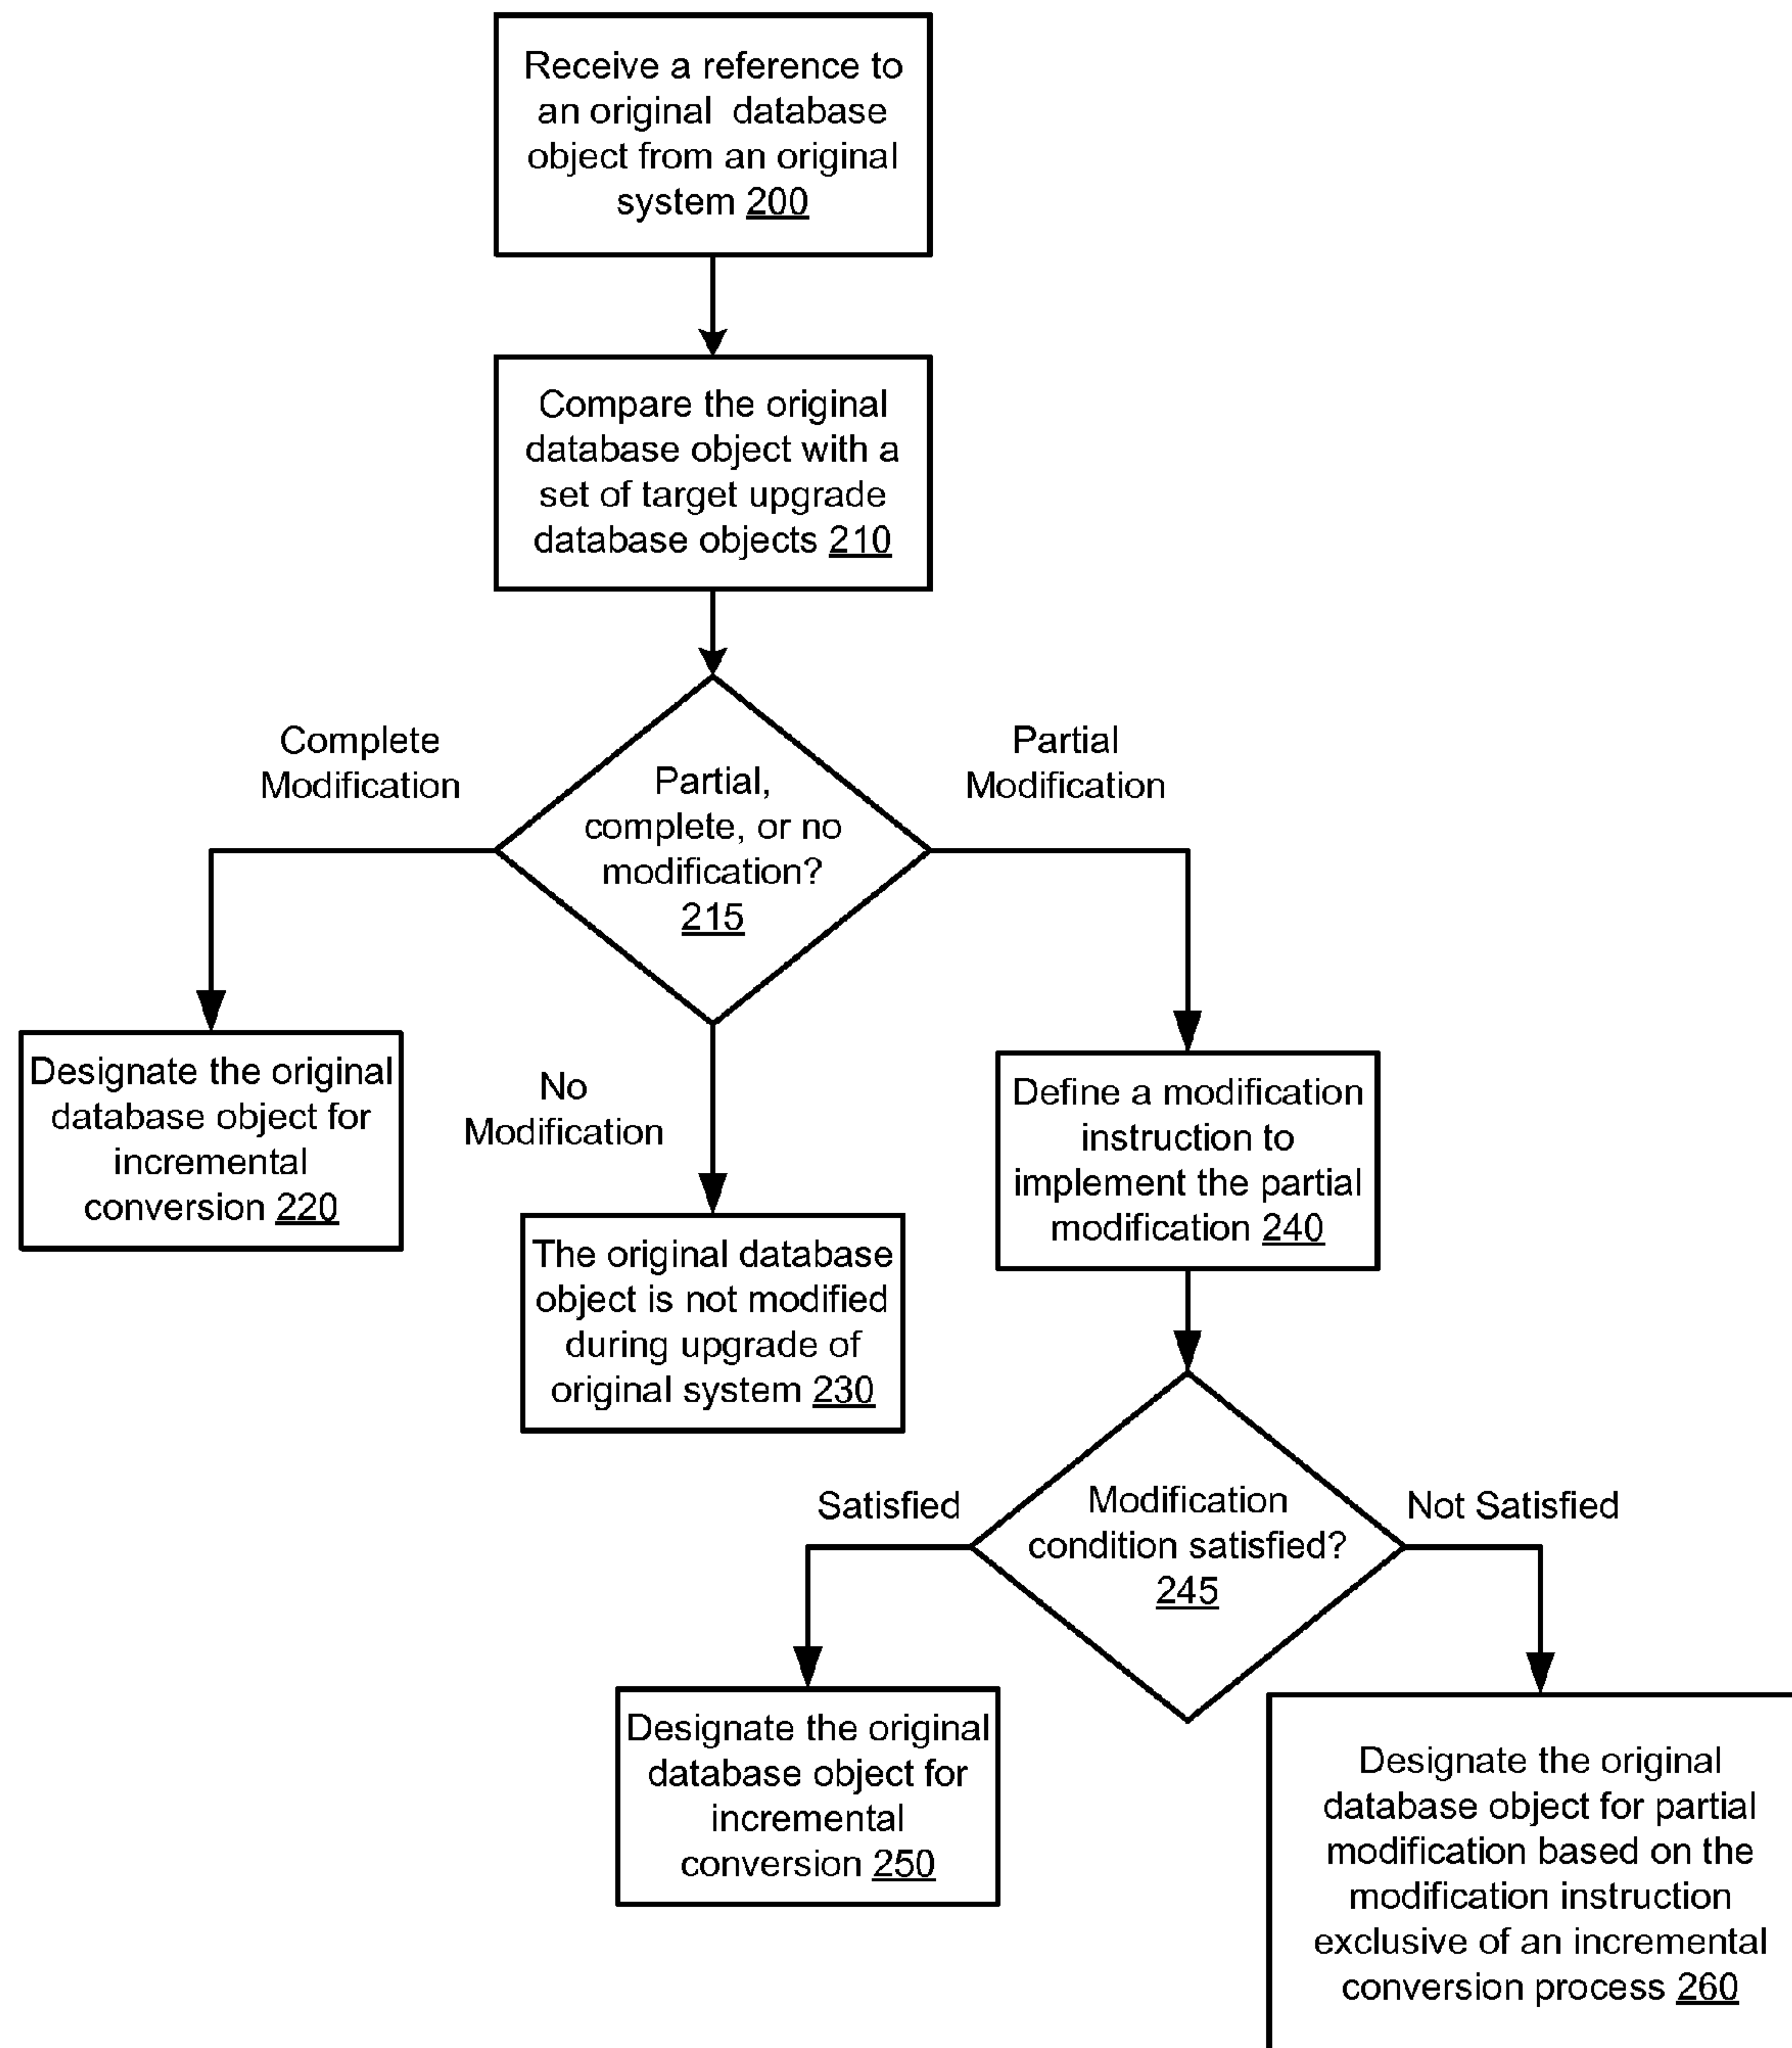 Receive a reference to
an original database
object from an original
system 200
Compare the original
database object with a
set of target upgrade
database objects 210
Complete
Modification
Partial
Modification
Partial,
complete, or no
modification?
215
Designate the original
database object for
incremental
conversion 220
No
Modification
The original database
object is not modified
during upgrade of
original system 230
Define a modification
instruction to
implement the partial
modification 240
Satisfied
Modification
condition satisfied?
245
Not Satisfied
Designate the original
database object for
incremental
conversion 250
Designate the original
database object for partial
modification based on the
modification instruction
exclusive of an incremental
conversion process 260